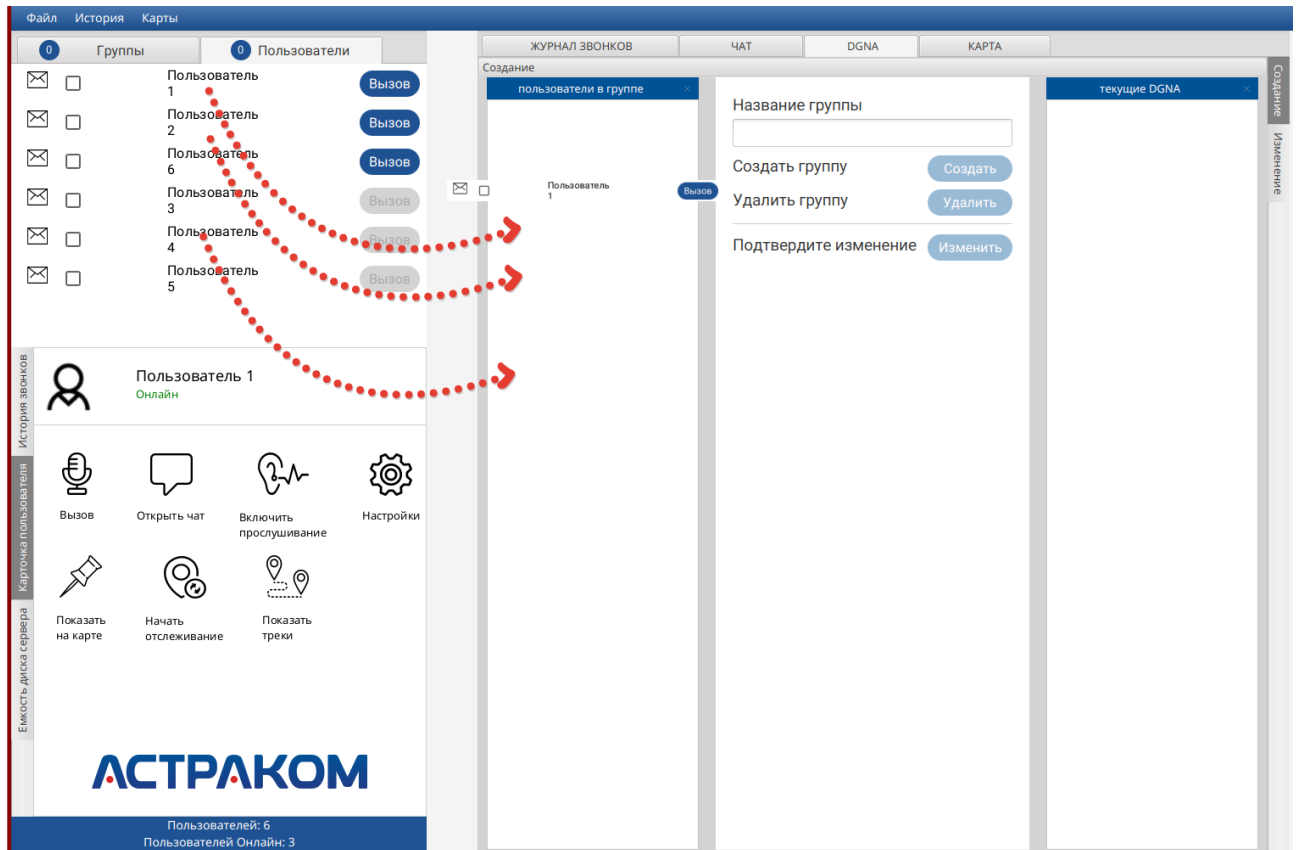 Файл История Карты
0 Группы 0 Пользователи
Пользователь
1
Вызов
Пользователь
2
Вызов
Пользователь
6
Вызов
Пользователь
3
Вызов
Пользователь
4
Вызов
Пользователь
5
Вызов
История звонков
Карточка пользователя
Емкость диска сервера
Пользователь 1
Онлайн
Вызов
Открыть чат
Включить
прослушивание
Настройки
Показать
на карте
Начать
отслеживание
Показать
треки
АСТРАКОМ
Пользователей: 6
Пользователей Онлайн: 3
ЖУРНАЛ ЗВОНКОВ ЧАТ DGNA КАРТА
Создание
пользователи в группе
Пользователь
1
Вызов
Название группы
Создать группу Создать
Удалить группу Удалить
Подтвердите изменение Изменить
текущие DGNA
Создание
Изменение